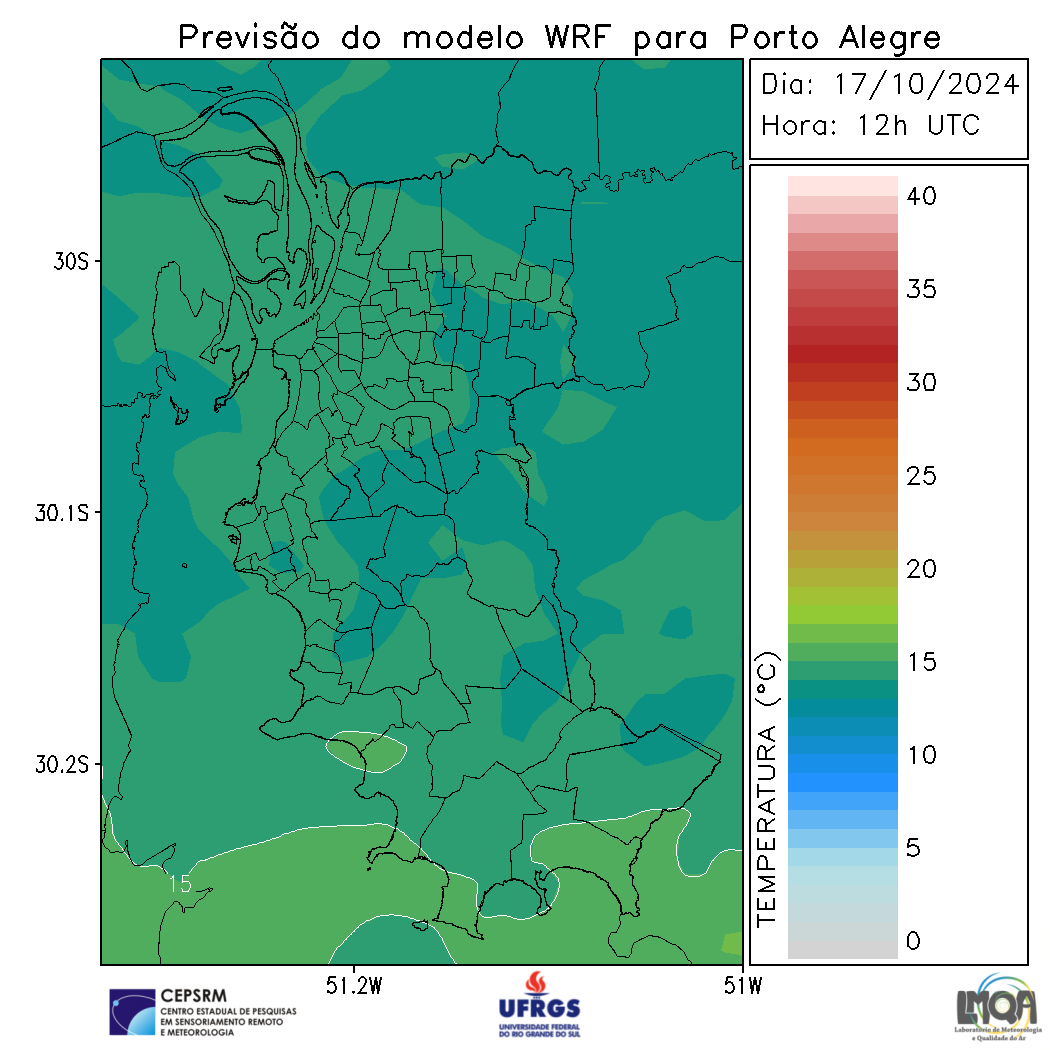 Previsão do modelo WRF para Porto Alegre
Dia: 17/10/2024
Hora: 12h UTC
40
35
30
25
20
15
10
5
0
TEMPERATURA (°C)
30S
30.1S
30.2S
15
51.2W
51W
CEPSRM
CENTRO ESTADUAL DE PESQUISAS
EM SENSORIAMENTO REMOTO
E METEOROLOGIA
UFRGS
UNIVERSIDADE FEDERAL
DO RIO GRANDE DO SUL
LMQA
Laboratório de Meteorologia
e Qualidade do Ar